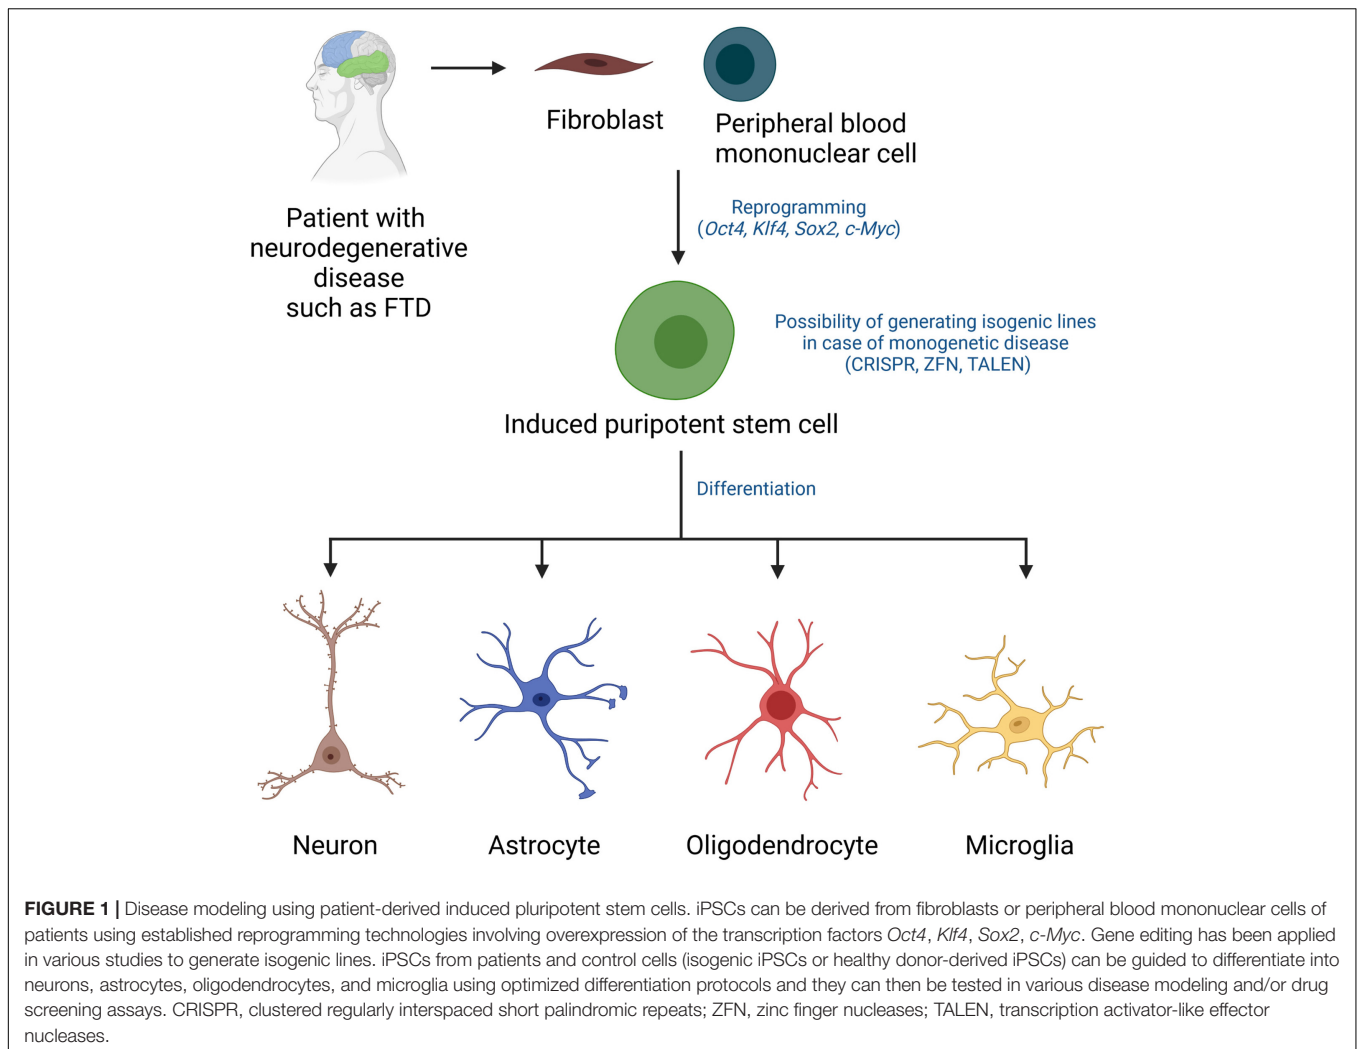 Fibroblast
Peripheral blood
mononuclear cell
Patient with
neurodegenerative
disease
such as FTD
Reprogramming
(Oct4, Klf4, Sox2, c-Myc)
Possibility of generating isogenic lines
in case of monogenetic disease
(CRISPR, ZFN, TALEN)
Induced puripotent stem cell
Differentiation
Neuron
Astrocyte
Oligodendrocyte
Microglia
FIGURE 1 | Disease modeling using patient-derived induced pluripotent stem cells. iPSCs can be derived from fibroblasts or peripheral blood mononuclear cells of
patients using established reprogramming technologies involving overexpression of the transcription factors Oct4, Klf4, Sox2, c-Myc. Gene editing has been applied
in various studies to generate isogenic lines. iPSCs from patients and control cells (isogenic iPSCs or healthy donor-derived iPSCs) can be guided to differentiate into
neurons, astrocytes, oligodendrocytes, and microglia using optimized differentiation protocols and they can then be tested in various disease modeling and/or drug
screening assays. CRISPR, clustered regularly interspaced short palindromic repeats; ZFN, zinc finger nucleases; TALEN, transcription activator-like effector
nucleases.